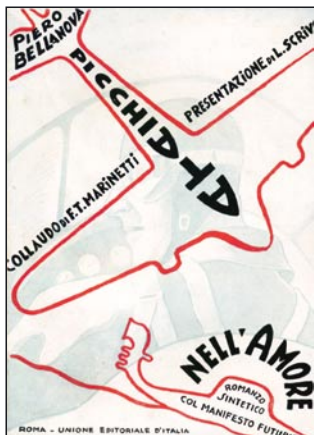 PIERO
BELLANOVA
PICCHIATA
PRESENTAZIONE DI L. SCRIVO
COLLAUDO DI F.T. MARINETTI
NELL'AMORE
ROMANZO
SINTETICO
COL MANIFESTO
ROMA - UNIONE EDITORIALE D'ITALIA